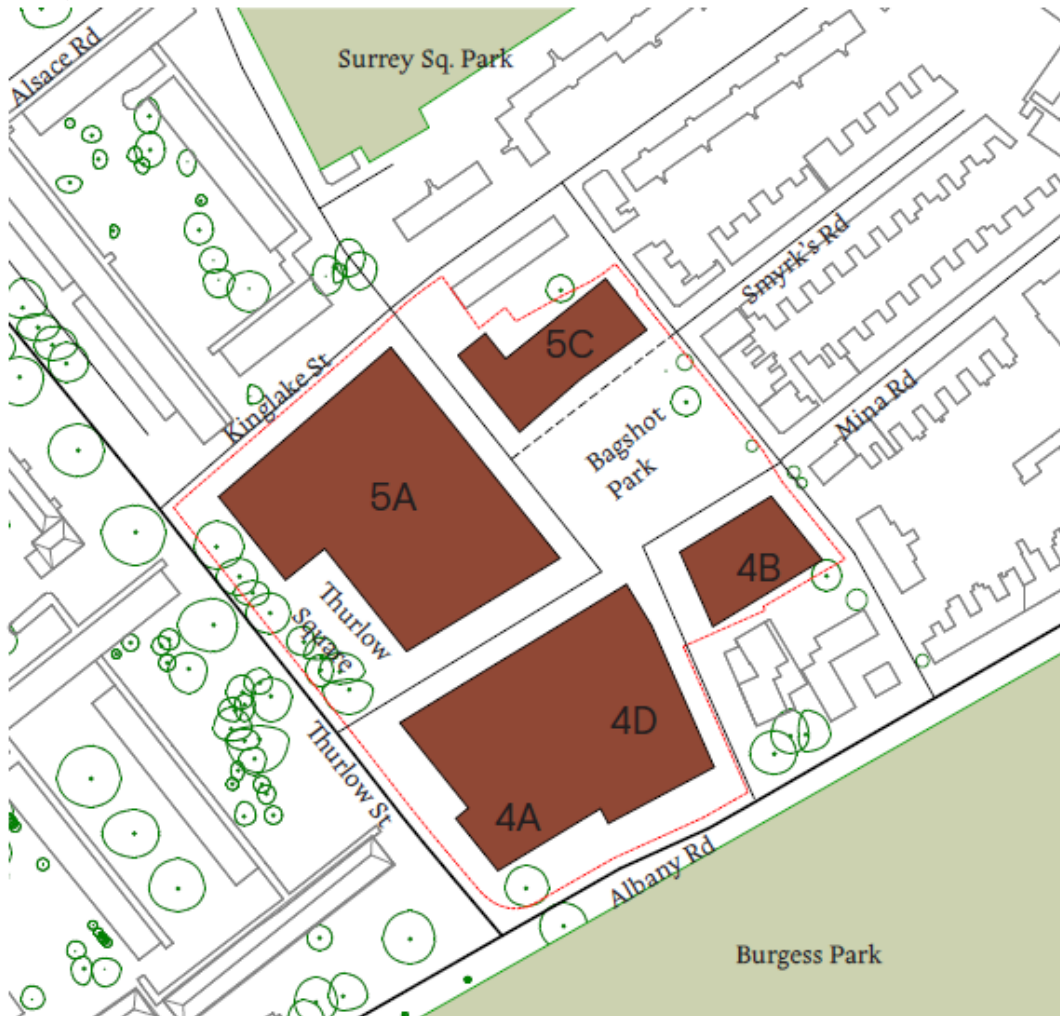 Alsace Rd
Surrey Sq. Park
Smyrk's Rd
5C
Kinglake St
Mina Rd
Bagshot
Park
5A
4B
Thurlow
Square
4D
Thurlow St
4A
Albany Rd
Burgess Park